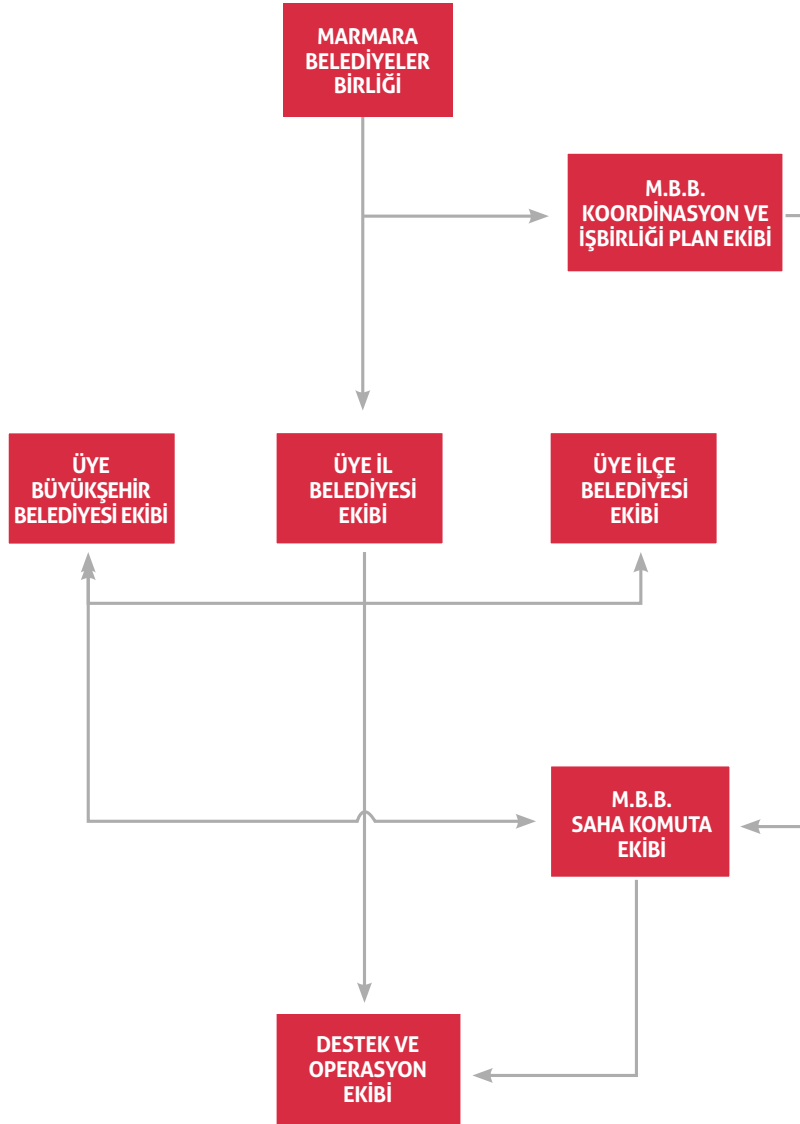 MARMARA
BELEDİYELER
BİRLİĞİ
M.B.B.
KOORDİNASYON VE
İŞBİRLİĞİ PLAN EKİBİ
ÜYE
BÜYÜKŞEHİR
BELEDİYESİ EKİBİ
ÜYE İL
BELEDİYESİ
EKİBİ
ÜYE İLÇE
BELEDİYESİ
EKİBİ
M.B.B.
SAHA KOMUTA
EKİBİ
DESTEK VE
OPERASYON
EKİBİ